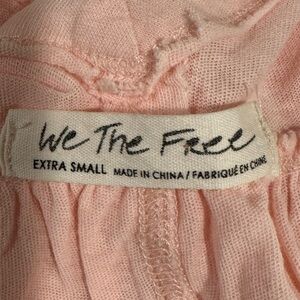 We The Free
EXTRA SMALL MADE IN CHINA / FABRIQUÉ EN CHINE